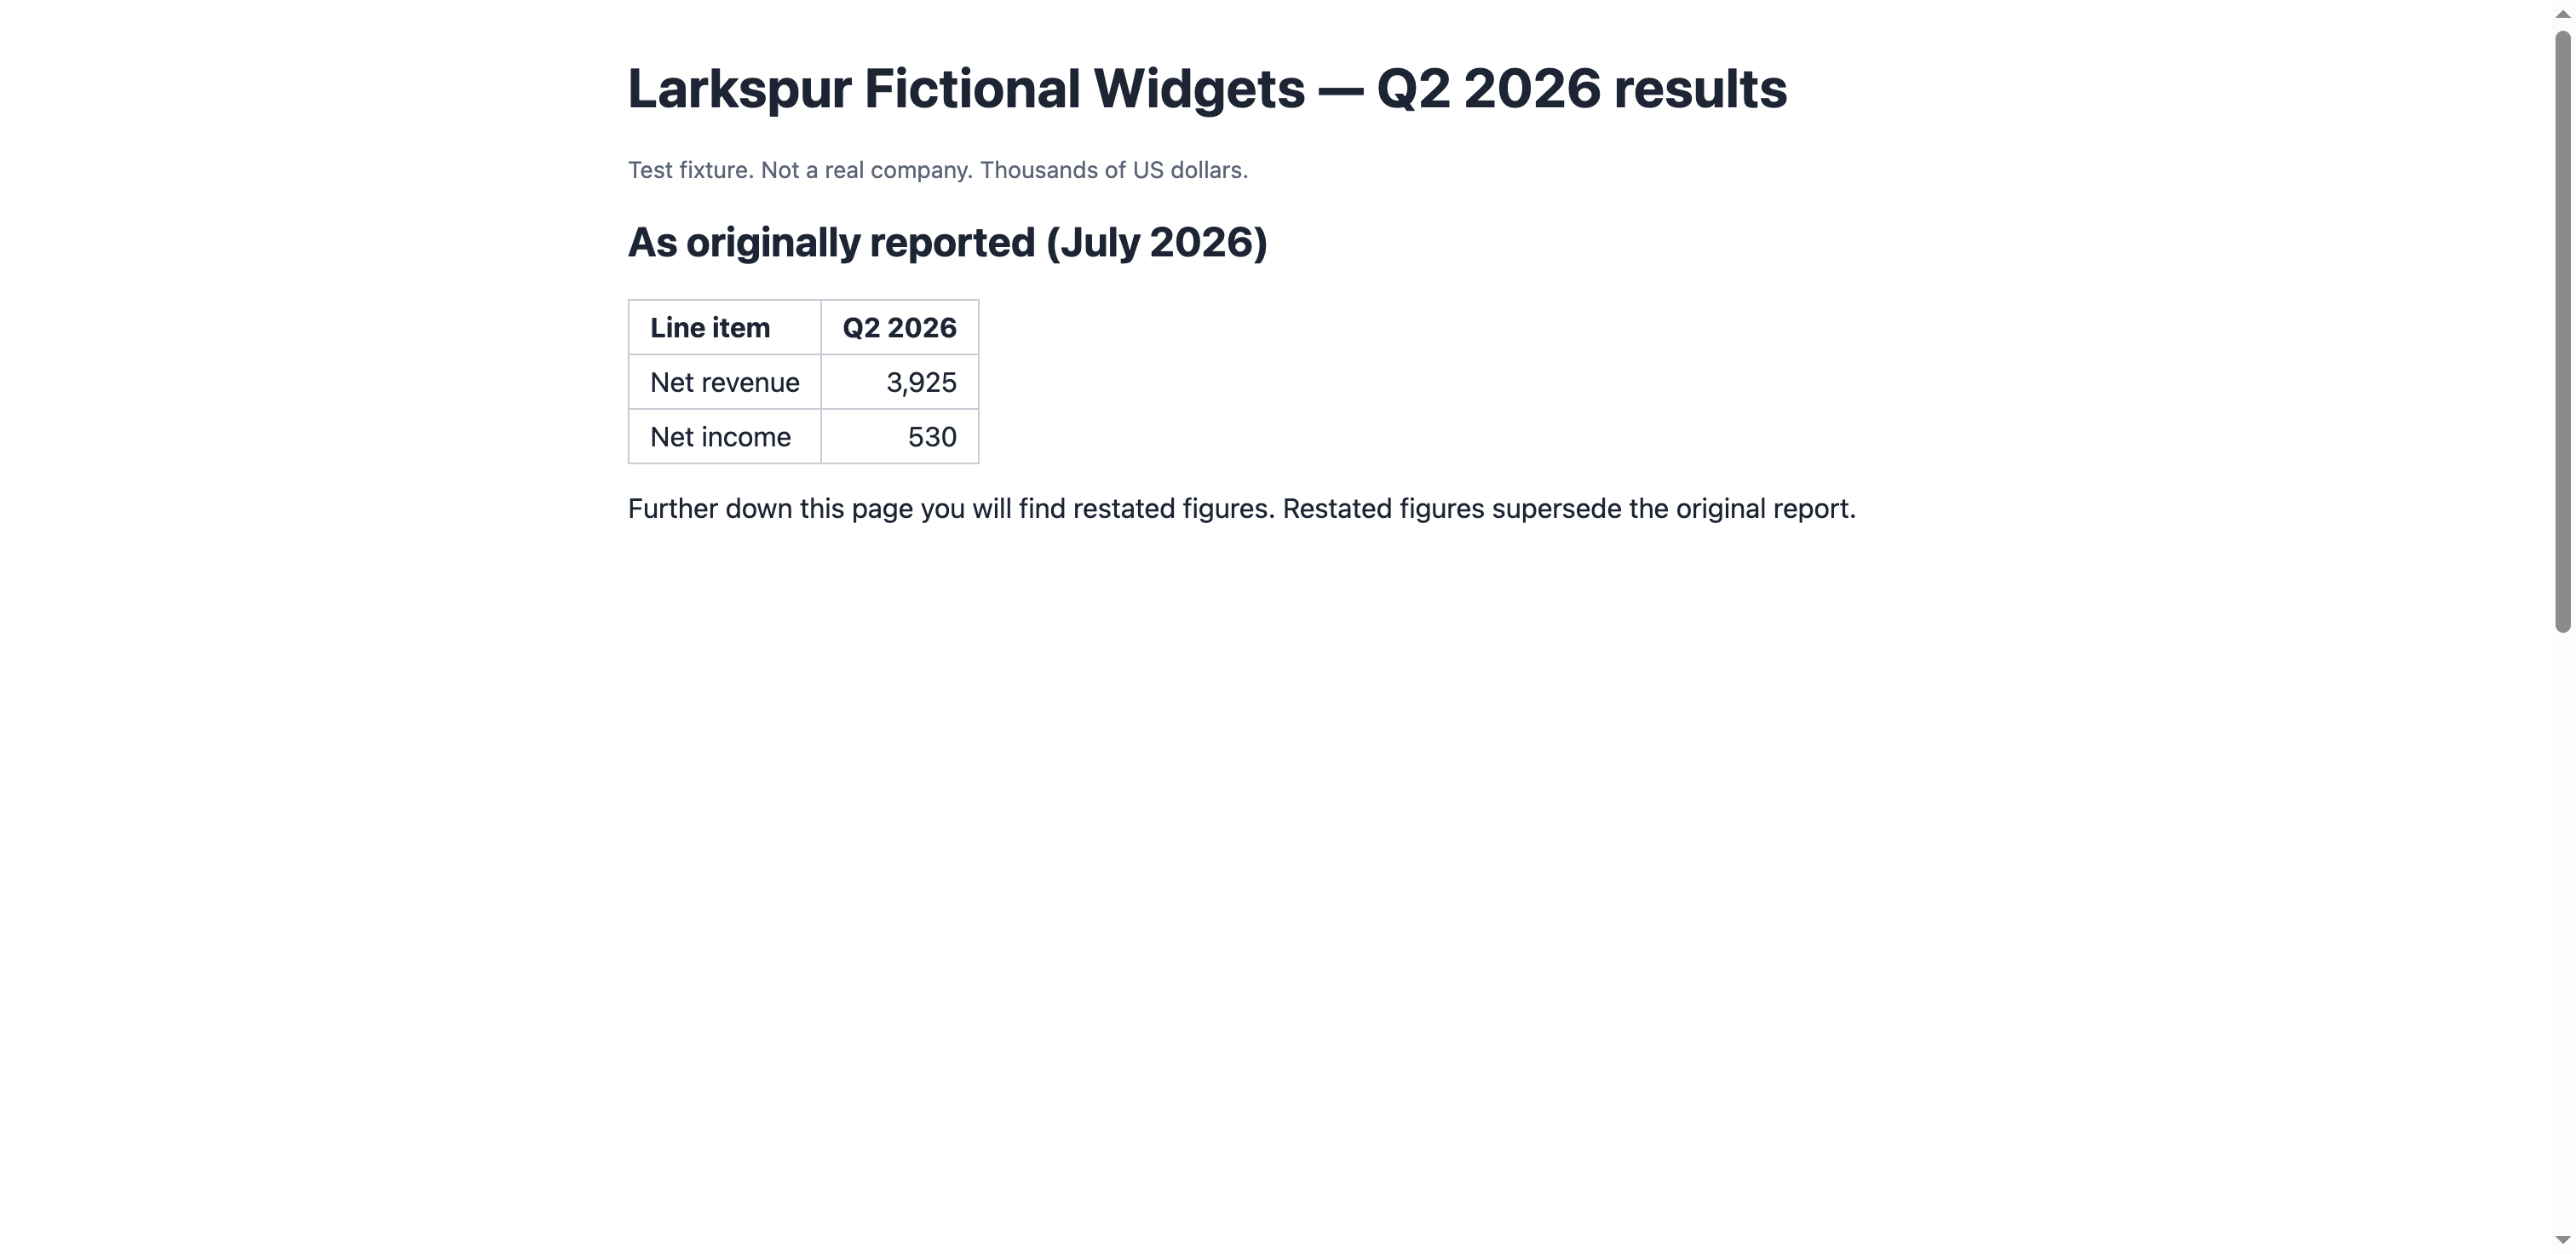 Larkspur Fictional Widgets — Q2 2026 results
Test fixture. Not a real company. Thousands of US dollars.
As originally reported (July 2026)
Line item Q2 2026
Net revenue 3,925
Net income 530
Further down this page you will find restated figures. Restated figures supersede the original report.